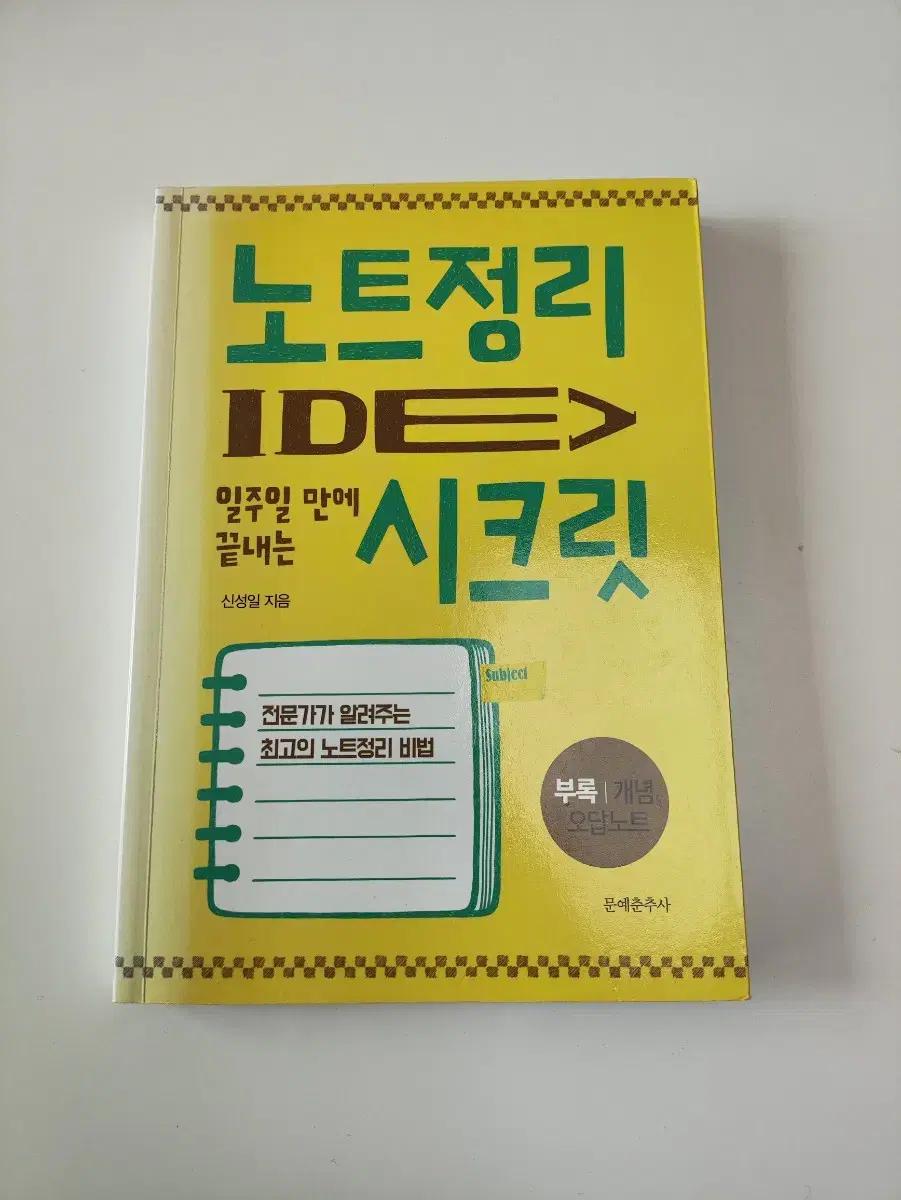 노트정리
IDEA
일주일 만에
끝내는
시크릿
신성일 지음
Subject
전문가가 알려주는
최고의 노트정리 비법
부록 | 개념
오답노트
문예춘추사